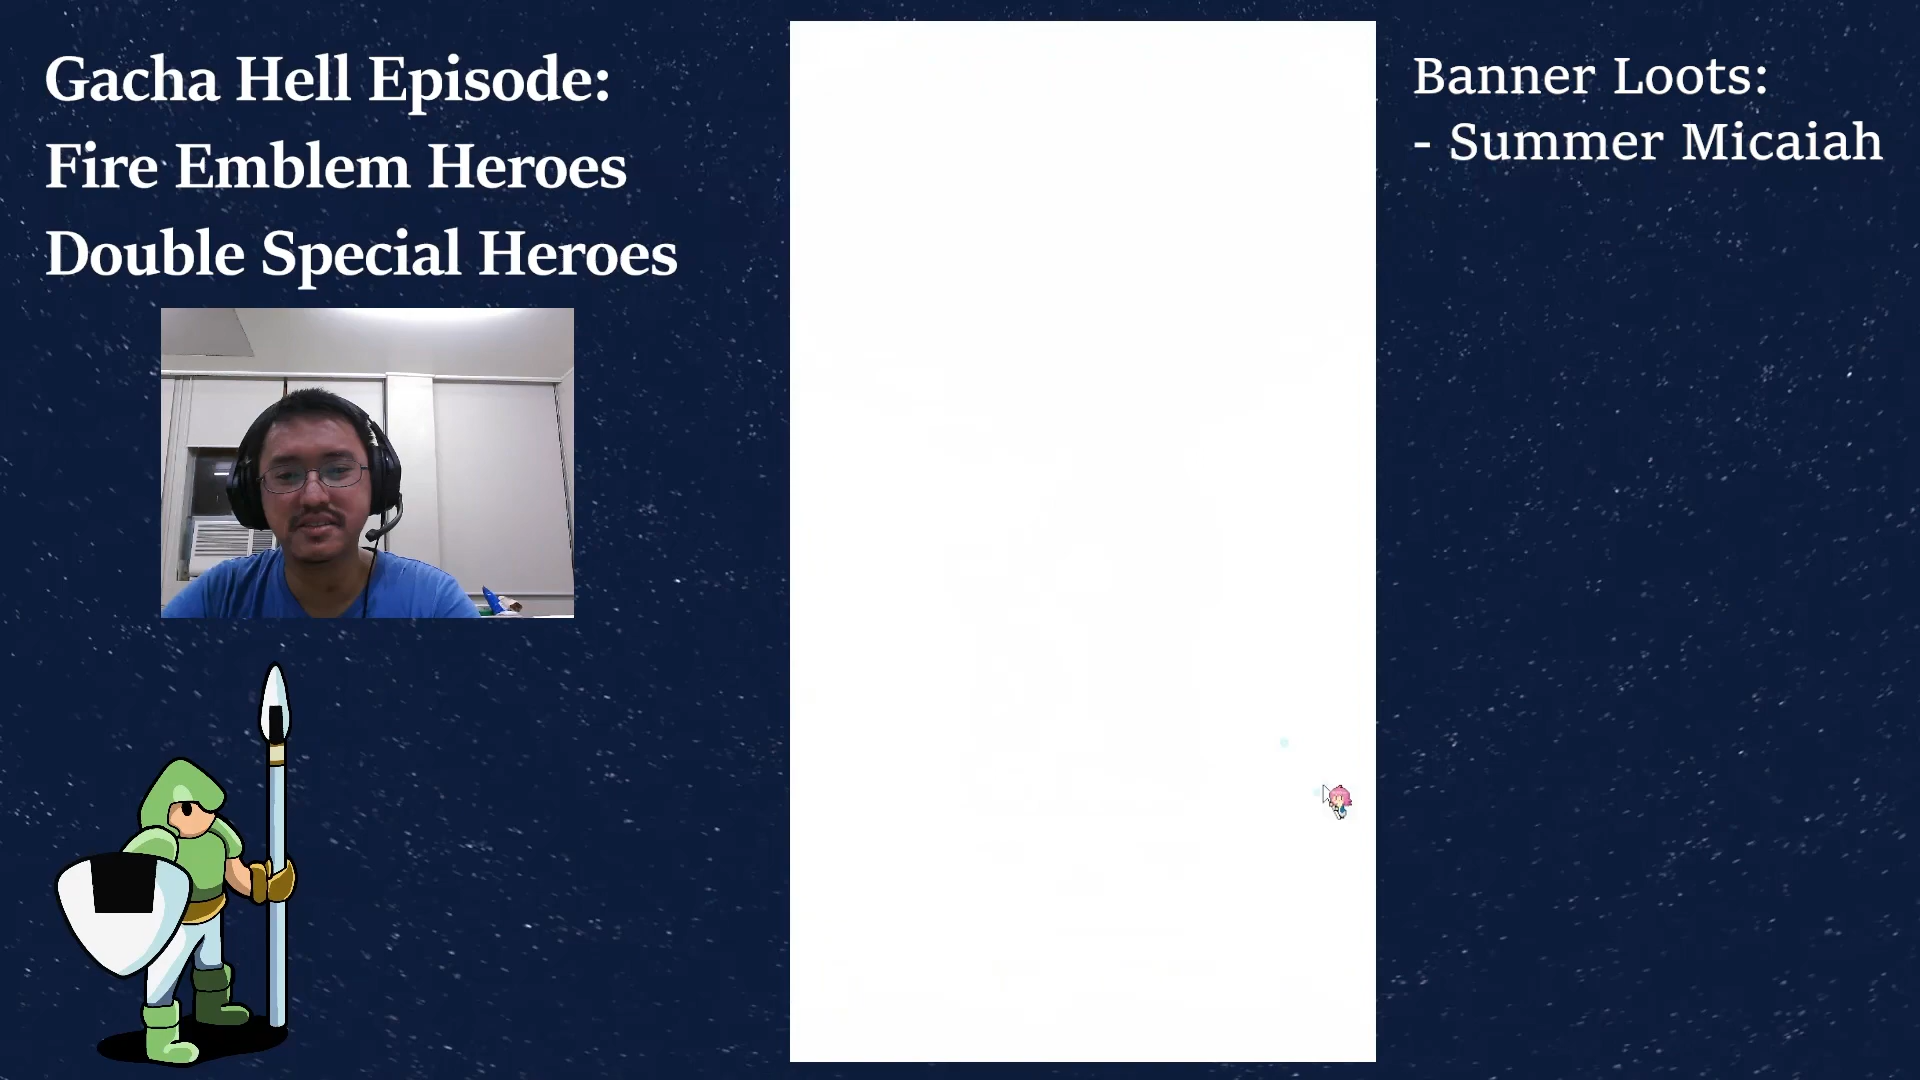 Gacha Hell Episode:
Fire Emblem Heroes
Double Special Heroes
Banner Loots:
- Summer Micaiah